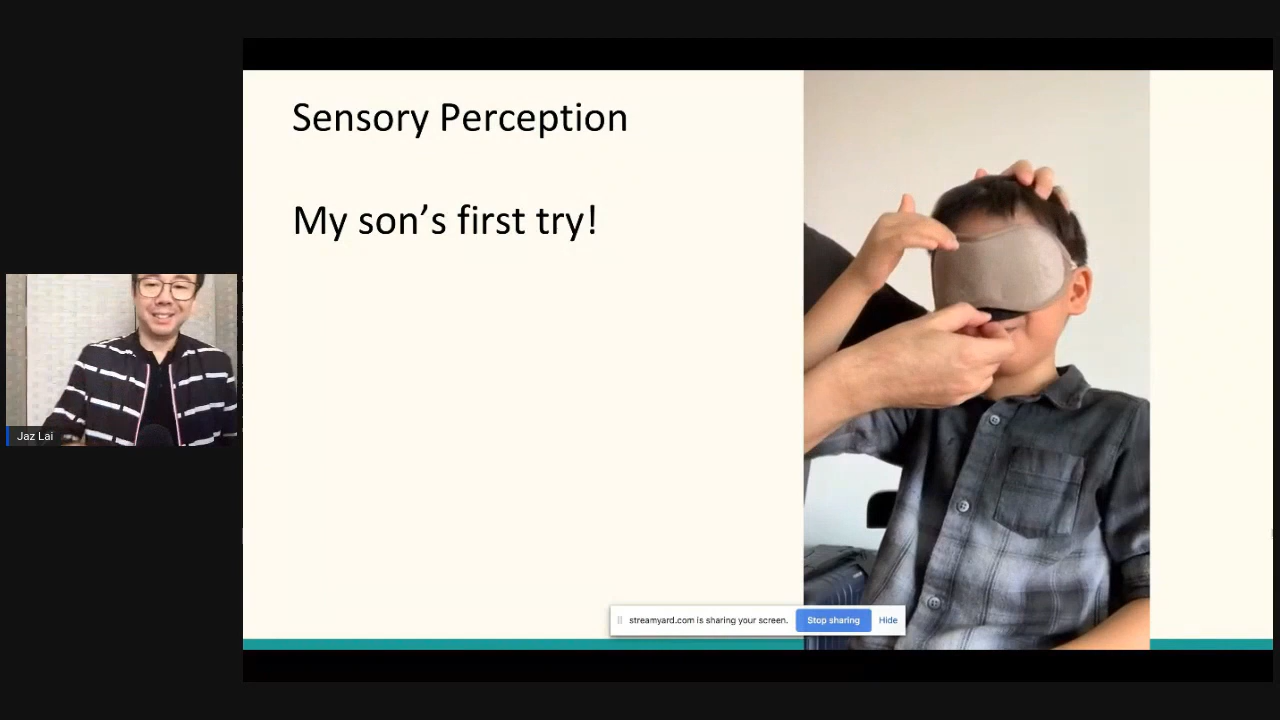 Sensory Perception
My son’s first try!
Jaz Lai
streamyard.com is sharing your screen. Stop sharing Hide